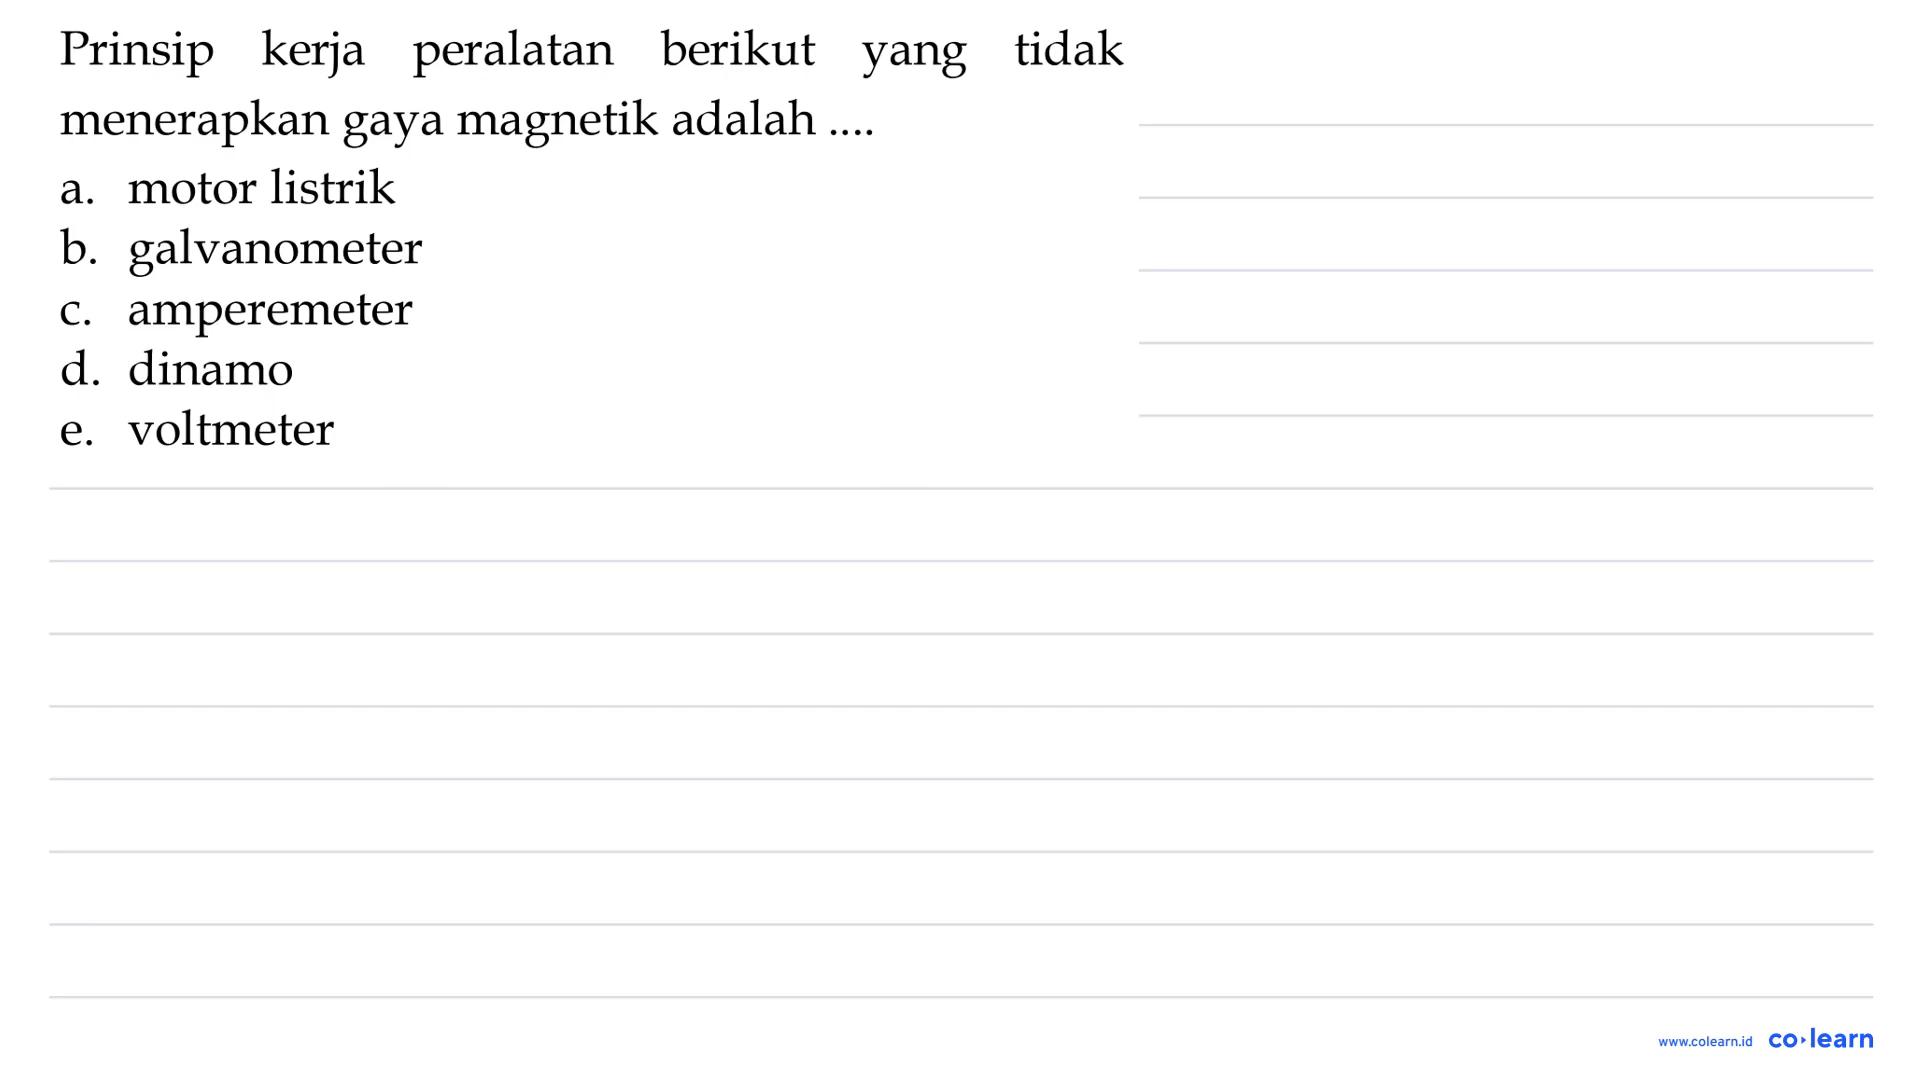 Prinsip kerja peralatan berikut yang tidak
menerapkan gaya magnetik adalah ....
a. motor listrik
b. galvanometer
c. amperemeter
d. dinamo
e. voltmeter
www.colearn.id co learn